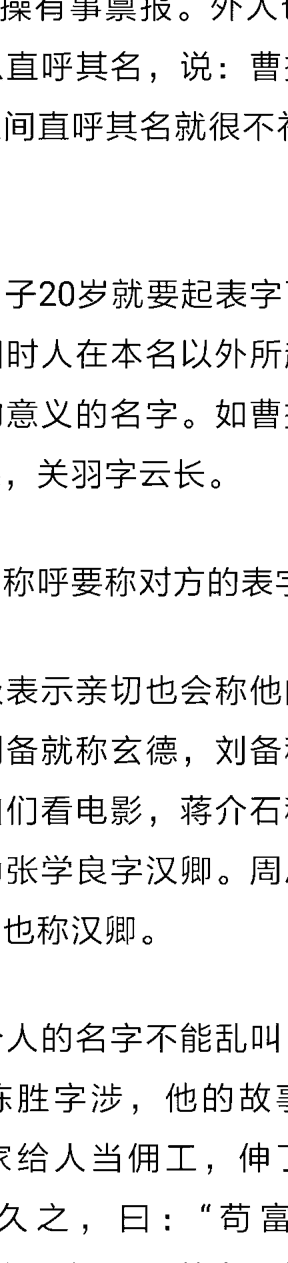 操有事禀报。外人
直呼其名，说：曹
间直呼其名就很不
子20岁就要起表字
时人在本名以外所
意义的名字。如曹
，关羽字云长。
称呼要称对方的表字
表示亲切也会称他
备就称玄德，刘备
们看电影，蒋介石
张学良字汉卿。周
也称汉卿。
人的名字不能乱叫
陈胜字涉，他的故事
家给人当佣工，伸
久之，曰：“苟富